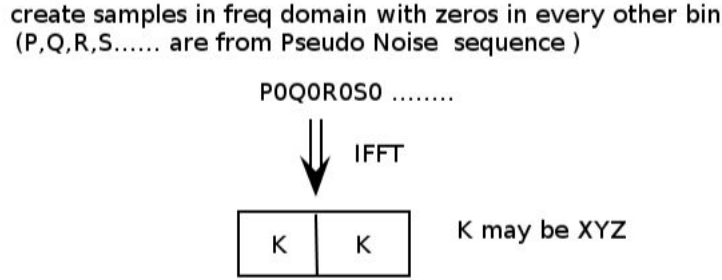 create samples in freq domain with zeros in every other bin
(P,Q,R,S...... are from Pseudo Noise sequence )
P0Q0R0S0 ........
IFFT
K K
K may be XYZ